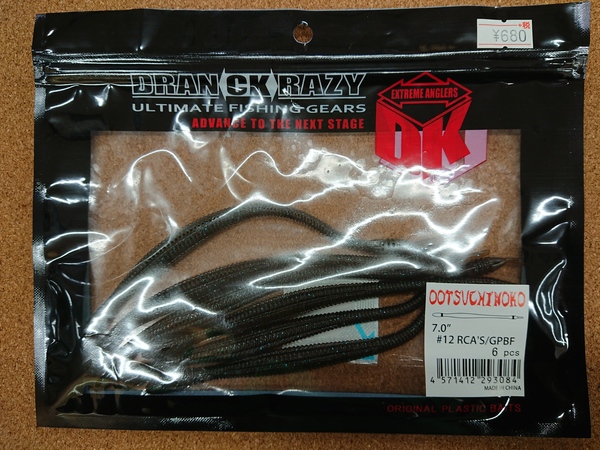 +税
¥680
DRANCKRAZY
ULTIMATE FISHING GEARS
ADVANCE TO THE NEXT STAGE
EXTREME ANGLERS
DK
OOTSUCHINOKO
7.0"
#12 RCA'S/GPBF
6 pcs
4 571412 293084
MADE IN CHINA
ORIGINAL PLASTIC BAITS